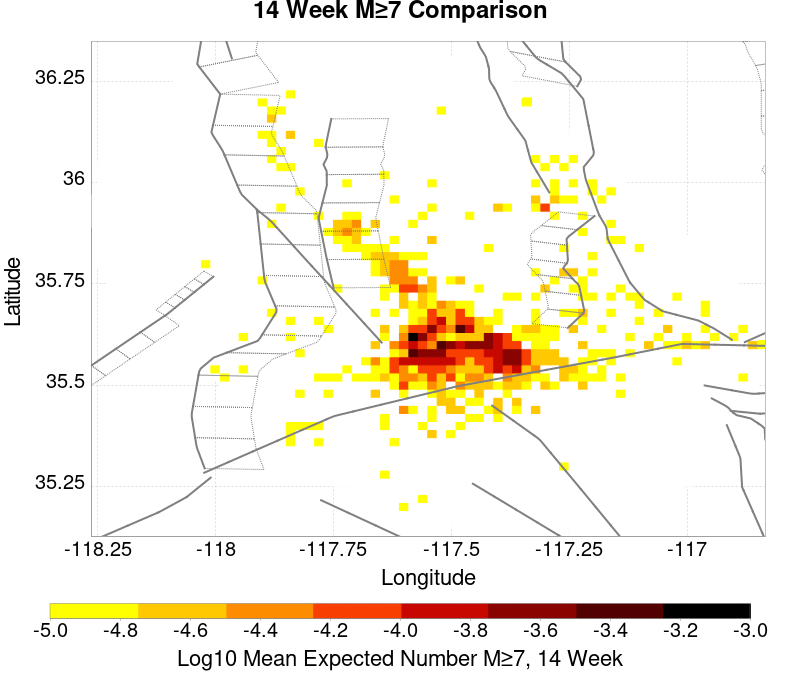 14 Week M≥7 Comparison
36.25
36
35.75
35.5
35.25
Latitude
-118.25 -118 -117.75 -117.5 -117.25 -117
Longitude
-5.0 -4.8 -4.6 -4.4 -4.2 -4.0 -3.8 -3.6 -3.4 -3.2 -3.0
Log10 Mean Expected Number M≥7, 14 Week